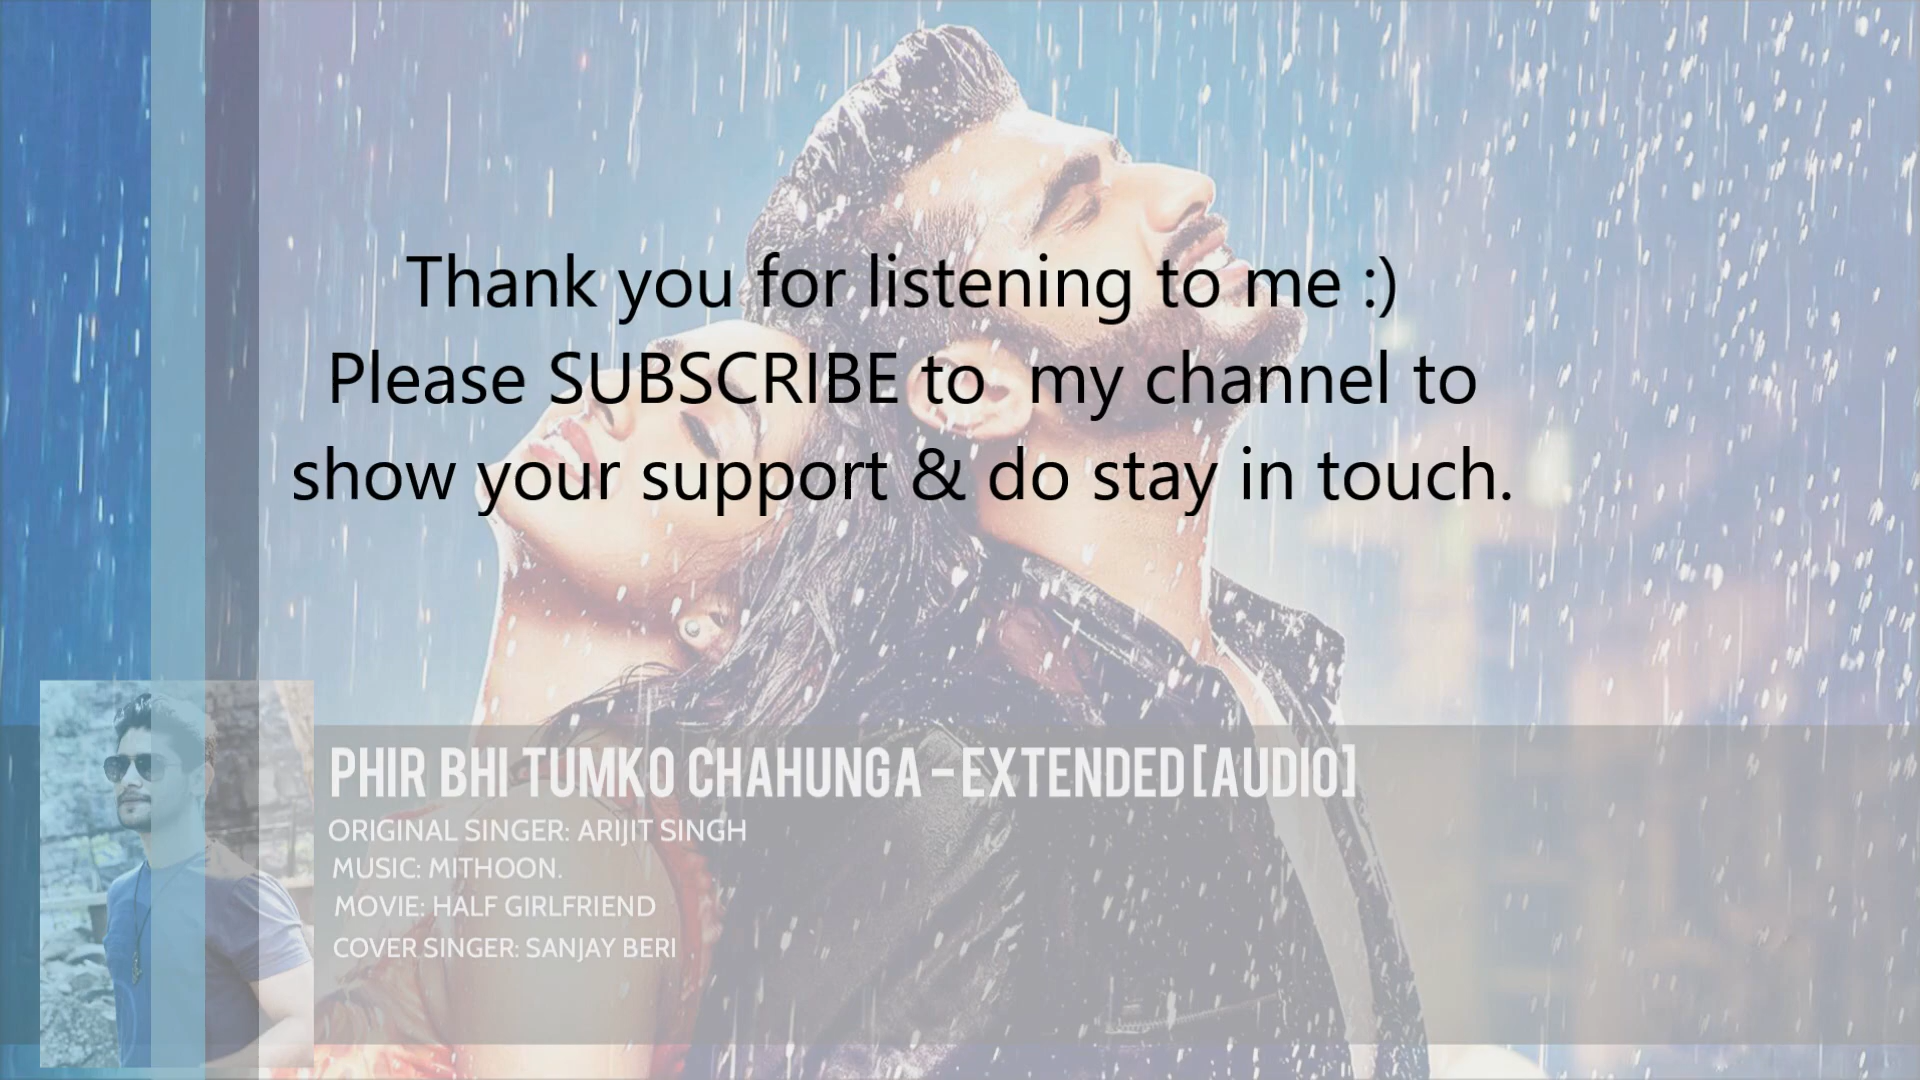 Thank you for listening to me :)
Please SUBSCRIBE to  my channel to
show your support & do stay in touch.
PHIR BHI TUMKO CHAHUNGA - EXTENDED [AUDIO]
ORIGINAL SINGER: ARIJIT SINGH
MUSIC: MITHOON.
MOVIE: HALF GIRLFRIEND
COVER SINGER: SANJAY BERI